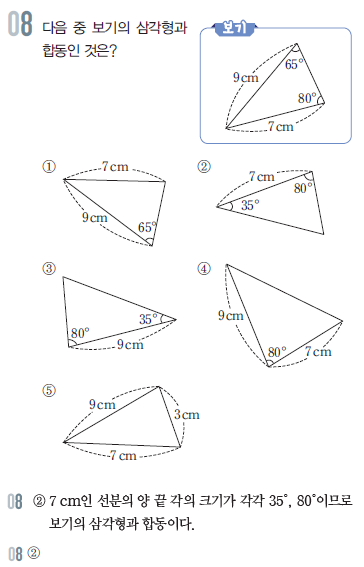 08 다음 중 보기의 삼각형과
합동인 것은?
보기
9cm
65°
80°
7cm
①
7cm
9cm
65°
②
7cm
80°
35°
③
80°
35°
9cm
④
9cm
80°
7cm
⑤
9cm
3cm
7cm
08 ② 7 cm인 선분의 양 끝 각의 크기가 각각 35°, 80°이므로
보기의 삼각형과 합동이다.
08 ②